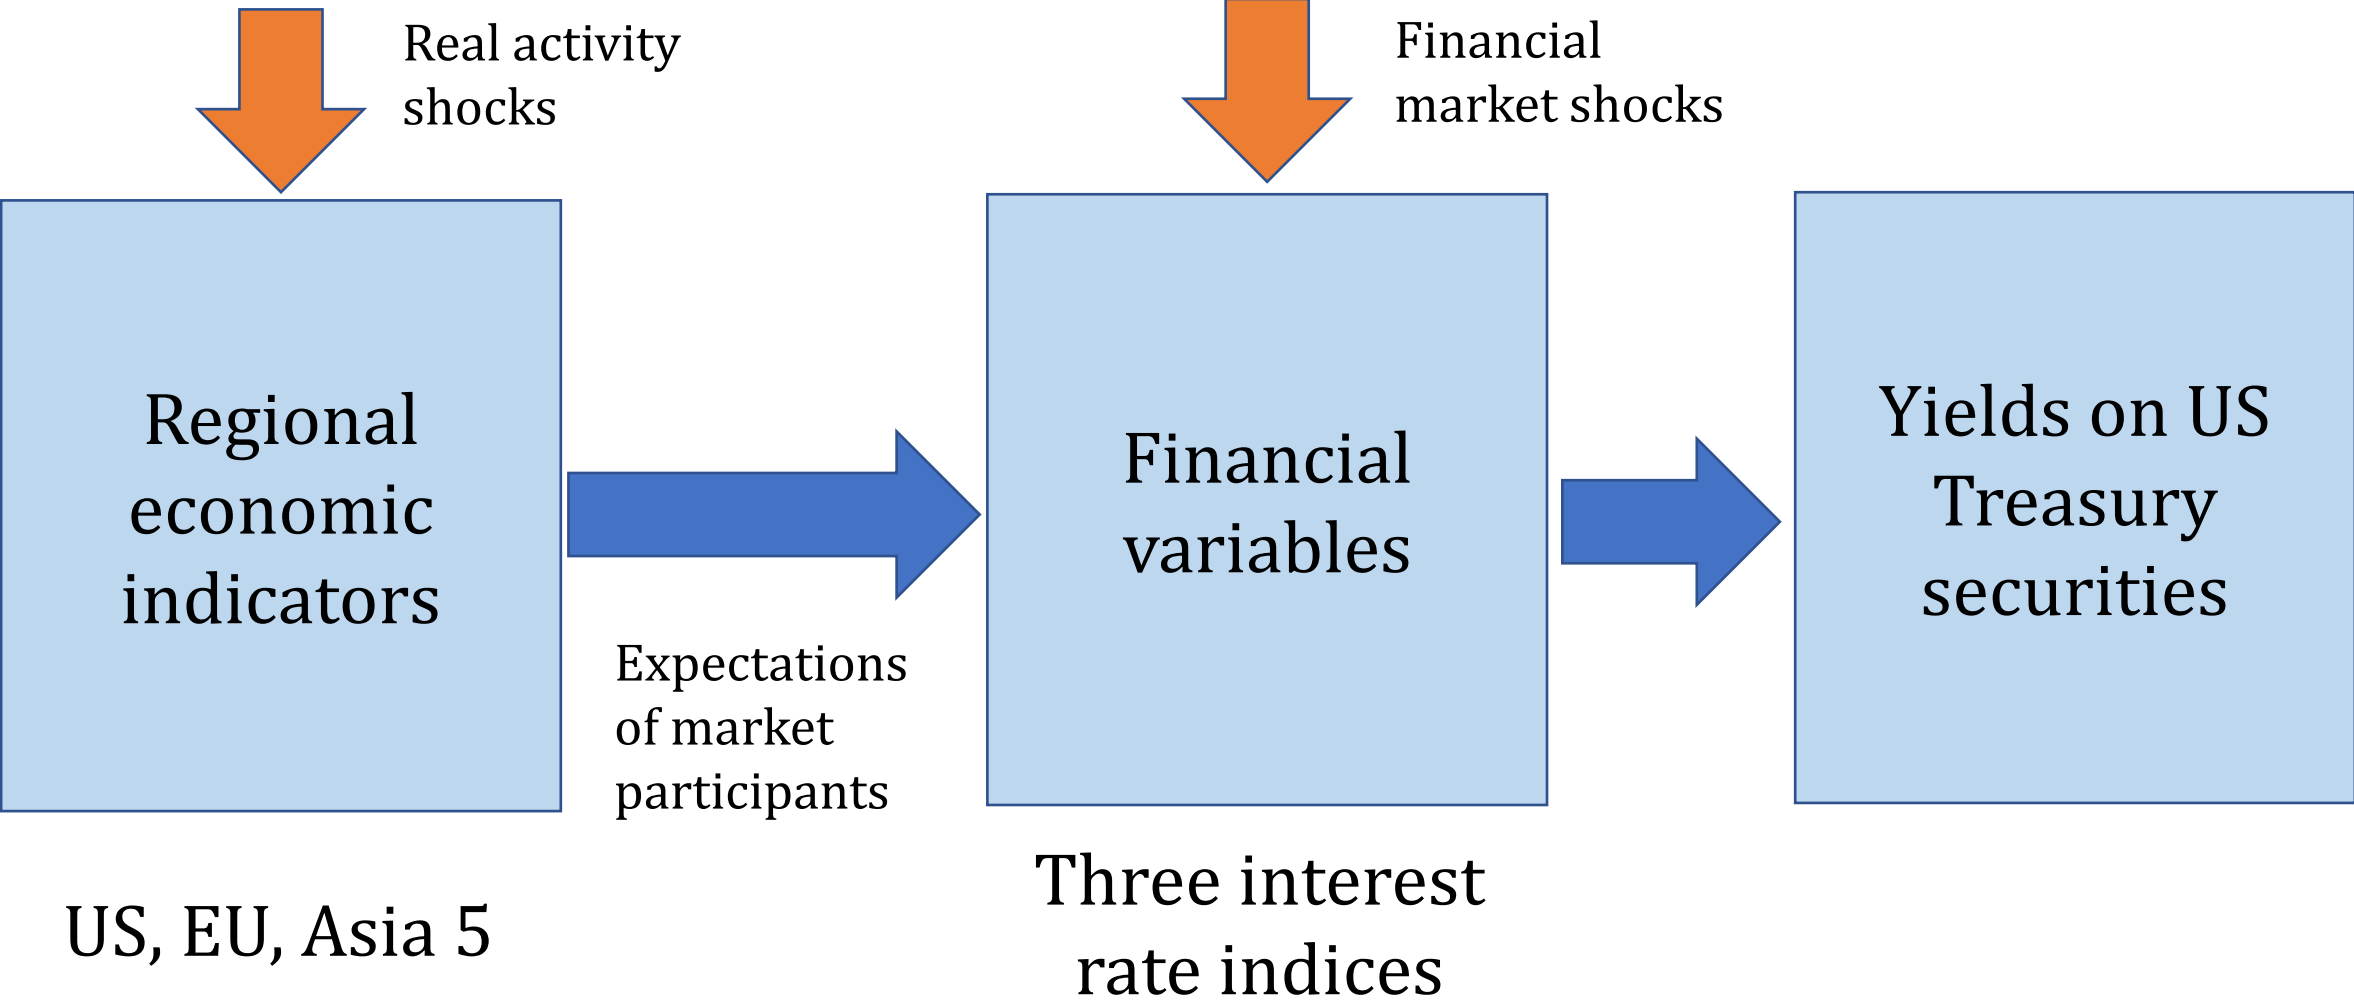 Real activity
shocks
Financial
market shocks
Regional
economic
indicators
Expectations
of market
participants
Financial
variables
Yields on US
Treasury
securities
US, EU, Asia 5
Three interest
rate indices